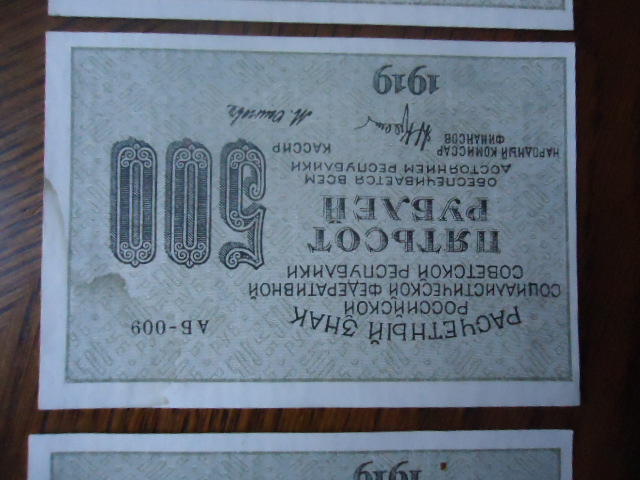 РАСЧЕТНЫЙ ЗНАК
РОССИЙСКОЙ
СОЦИАЛИСТИЧЕСКОЙ ФЕДЕРАТИВНОЙ
СОВЕТСКОЙ РЕСПУБЛИКИ
АБ-009
ПЯТЬСОТ
РУБЛЕЙ
500
ОБЕСПЕЧИВАЕТСЯ ВСЕМ
ДОСТОЯНИЕМ РЕСПУБЛИКИ
НАРОДНЫЙ КОМИССАР
ФИНАНСОВ
КАССИР
1919
1919